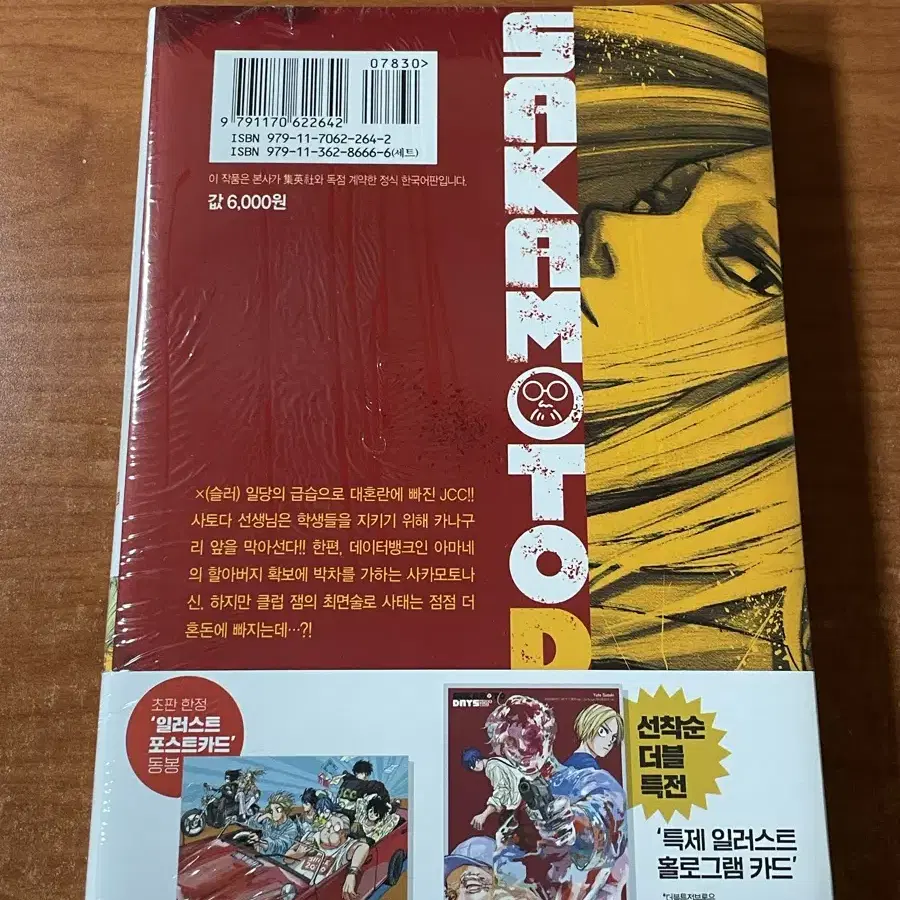 07830>
9 791170 622642
ISBN 979-11-7062-264-2
ISBN 979-11-362-8666-6(세트)
이 작품은 본사가 集英社와 독점 계약한 정식 한국어판입니다.
값 6,000원
SAKAMOTO D
×(슬러) 일당의 급습으로 대혼란에 빠진 JCC!!
사토다 선생님은 학생들을 지키기 위해 카나구
리 앞을 막아선다!! 한편, 데이터뱅크인 아마네
의 할아버지 확보에 박차를 가하는 사카모토나
신. 하지만 클럽 잼의 최면술로 사태는 점점 더
혼돈에 빠지는데…?!
초판 한정
'일러스트
포스트카드'
동봉
DAYS
Yuto Suzuki
선착순
더블
특전
'특제 일러스트
홀로그램 카드'